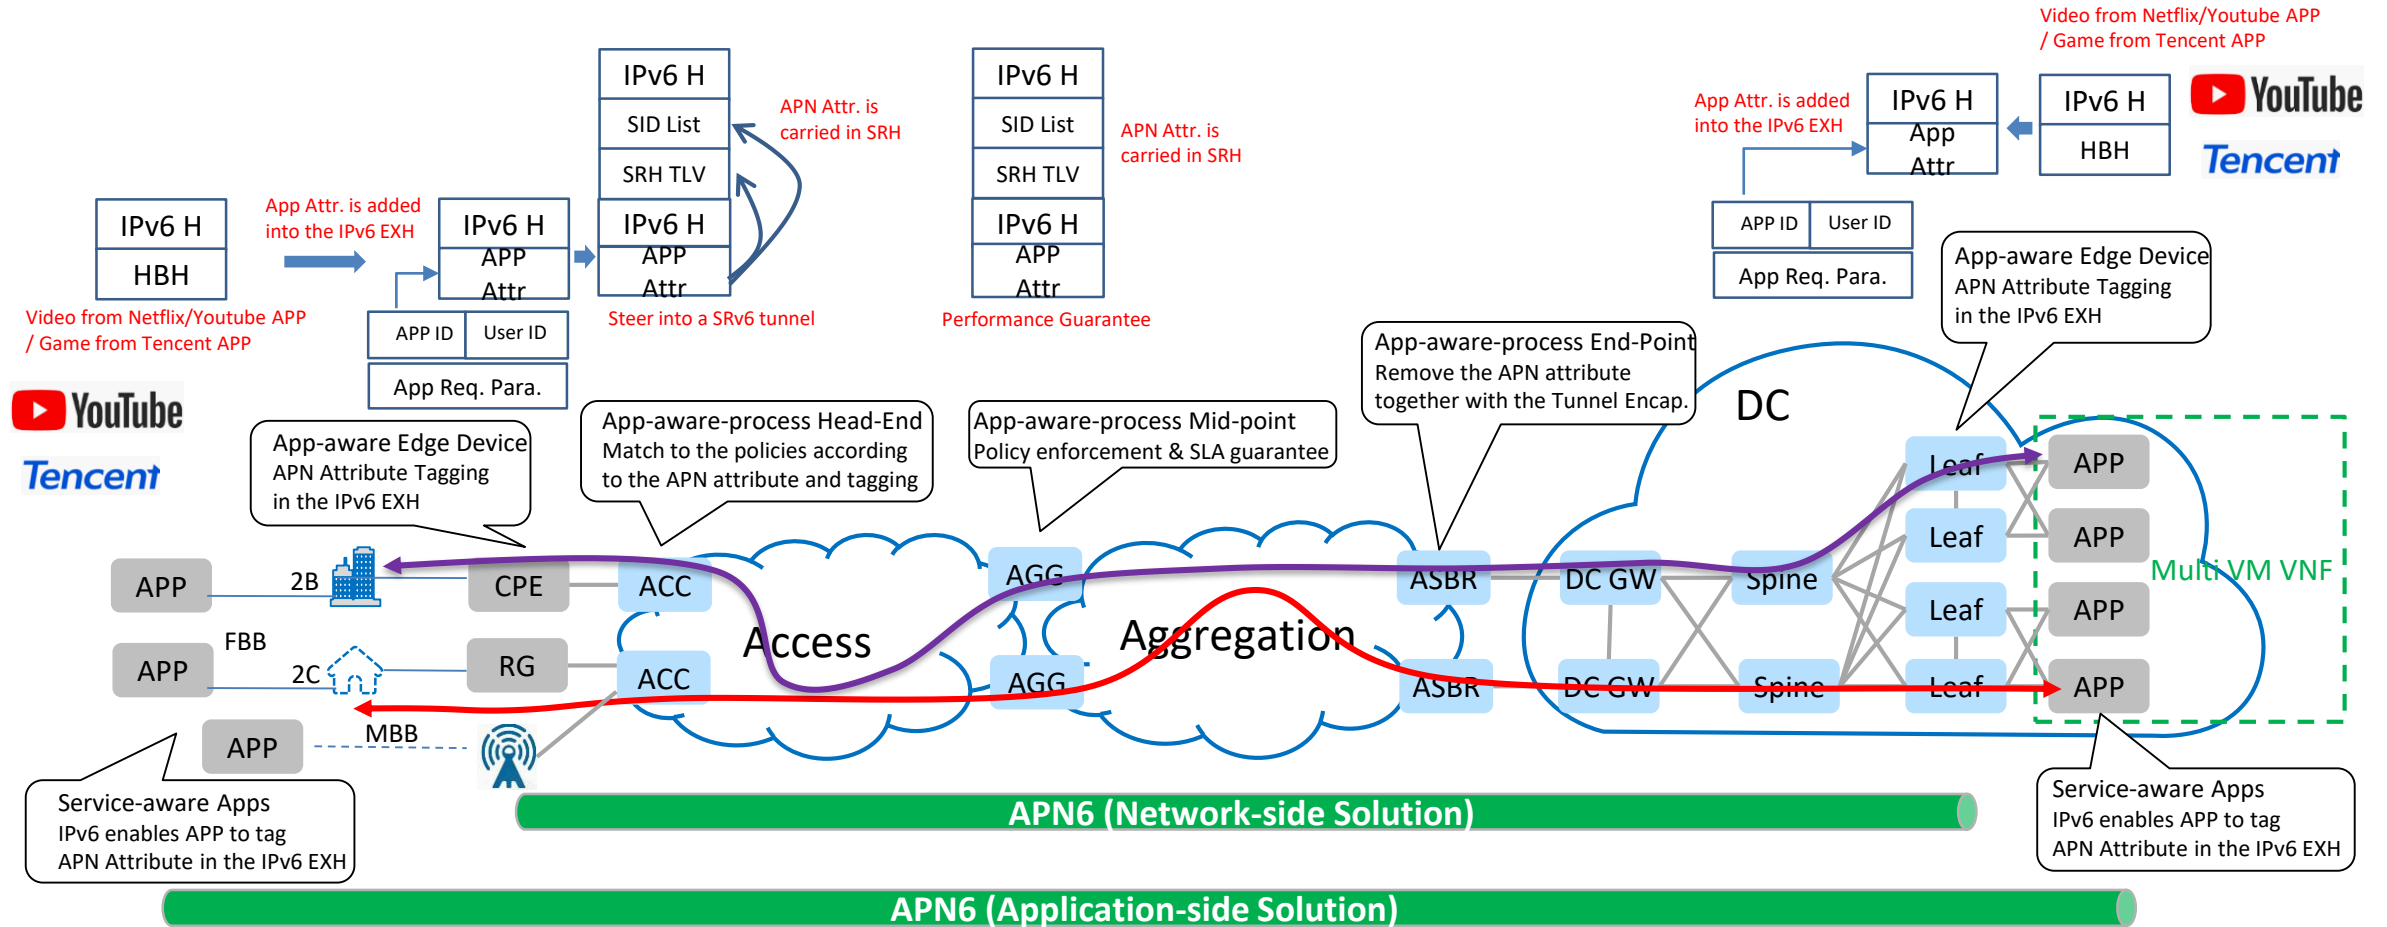 Video from Netflix/Youtube APP
/ Game from Tencent APP
IPv6 H
SID List
SRH TLV
IPv6 H
APP
Attr
APN Attr. is
carried in SRH
IPv6 H
SID List
SRH TLV
IPv6 H
APP
Attr
APN Attr. is
carried in SRH
App Attr. is added
into the IPv6 EXH
IPv6 H
App
Attr
IPv6 H
HBH
YouTube
Tencent
IPv6 H
HBH
App Attr. is added
into the IPv6 EXH
IPv6 H
APP
Attr
APP ID
User ID
App Req. Para.
Video from Netflix/Youtube APP
/ Game from Tencent APP
APP ID
User ID
App Req. Para.
Steer into a SRv6 tunnel
Performance Guarantee
YouTube
Tencent
App-aware Edge Device
APN Attribute Tagging
in the IPv6 EXH
App-aware-process Head-End
Match to the policies according
to the APN attribute and tagging
App-aware-process Mid-point
Policy enforcement & SLA guarantee
App-aware-process End-Point
Remove the APN attribute
together with the Tunnel Encap.
App-aware Edge Device
APN Attribute Tagging
in the IPv6 EXH
DC
APP
2B
CPE
ACC
AGG
ASBR
DC GW
Spine
Leaf
Leaf
Leaf
Leaf
APP
APP
APP
APP
Multi VM VNF
FBB
Access
Aggregation
APP
2C
RG
ACC
AGG
ASBR
DC GW
Spine
APP
MBB
Service-aware Apps
IPv6 enables APP to tag
APN Attribute in the IPv6 EXH
Service-aware Apps
IPv6 enables APP to tag
APN Attribute in the IPv6 EXH
APN6 (Network-side Solution)
APN6 (Application-side Solution)